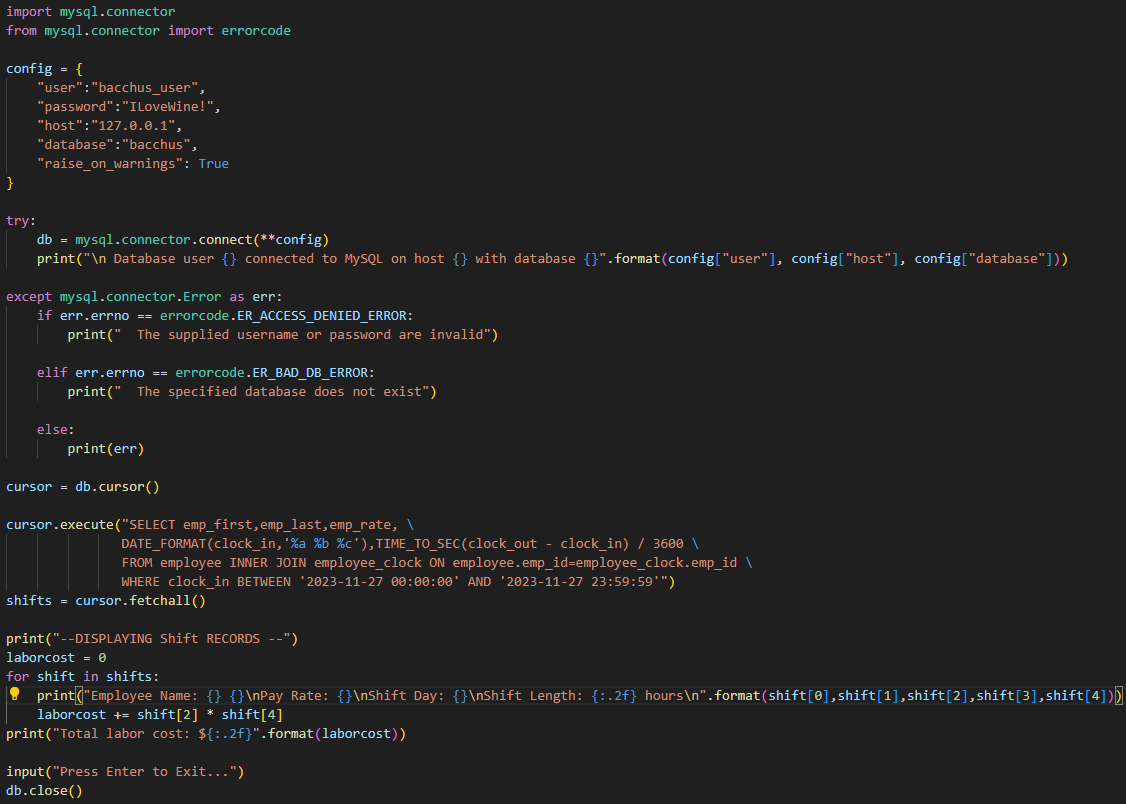 import mysql.connector
from mysql.connector import errorcode
config = {
    "user":"bacchus_user",
    "password":"ILoveWine!",
    "host":"127.0.0.1",
    "database":"bacchus",
    "raise_on_warnings": True
}
try:
    db = mysql.connector.connect(**config)
    print("\n Database user {} connected to MySQL on host {} with database {}".format(config["user"], config["host"], config["database"]))
except mysql.connector.Error as err:
    if err.errno == errorcode.ER_ACCESS_DENIED_ERROR:
        print("  The supplied username or password are invalid")
    elif err.errno == errorcode.ER_BAD_DB_ERROR:
        print("  The specified database does not exist")
    else:
        print(err)
cursor = db.cursor()
cursor.execute("SELECT emp_first,emp_last,emp_rate, \
               DATE_FORMAT(clock_in,'%a %b %c'),TIME_TO_SEC(clock_out - clock_in) / 3600 \
               FROM employee INNER JOIN employee_clock ON employee.emp_id=employee_clock.emp_id \
               WHERE clock_in BETWEEN '2023-11-27 00:00:00' AND '2023-11-27 23:59:59'")
shifts = cursor.fetchall()
print("--DISPLAYING Shift RECORDS --")
laborcost = 0
for shift in shifts:
    print("Employee Name: {} {}\nPay Rate: {}\nShift Day: {}\nShift Length: {:.2f} hours\n".format(shift[0],shift[1],shift[2],shift[3],shift[4]))
    laborcost += shift[2] * shift[4]
print("Total labor cost: ${:.2f}".format(laborcost))
input("Press Enter to Exit...")
db.close()